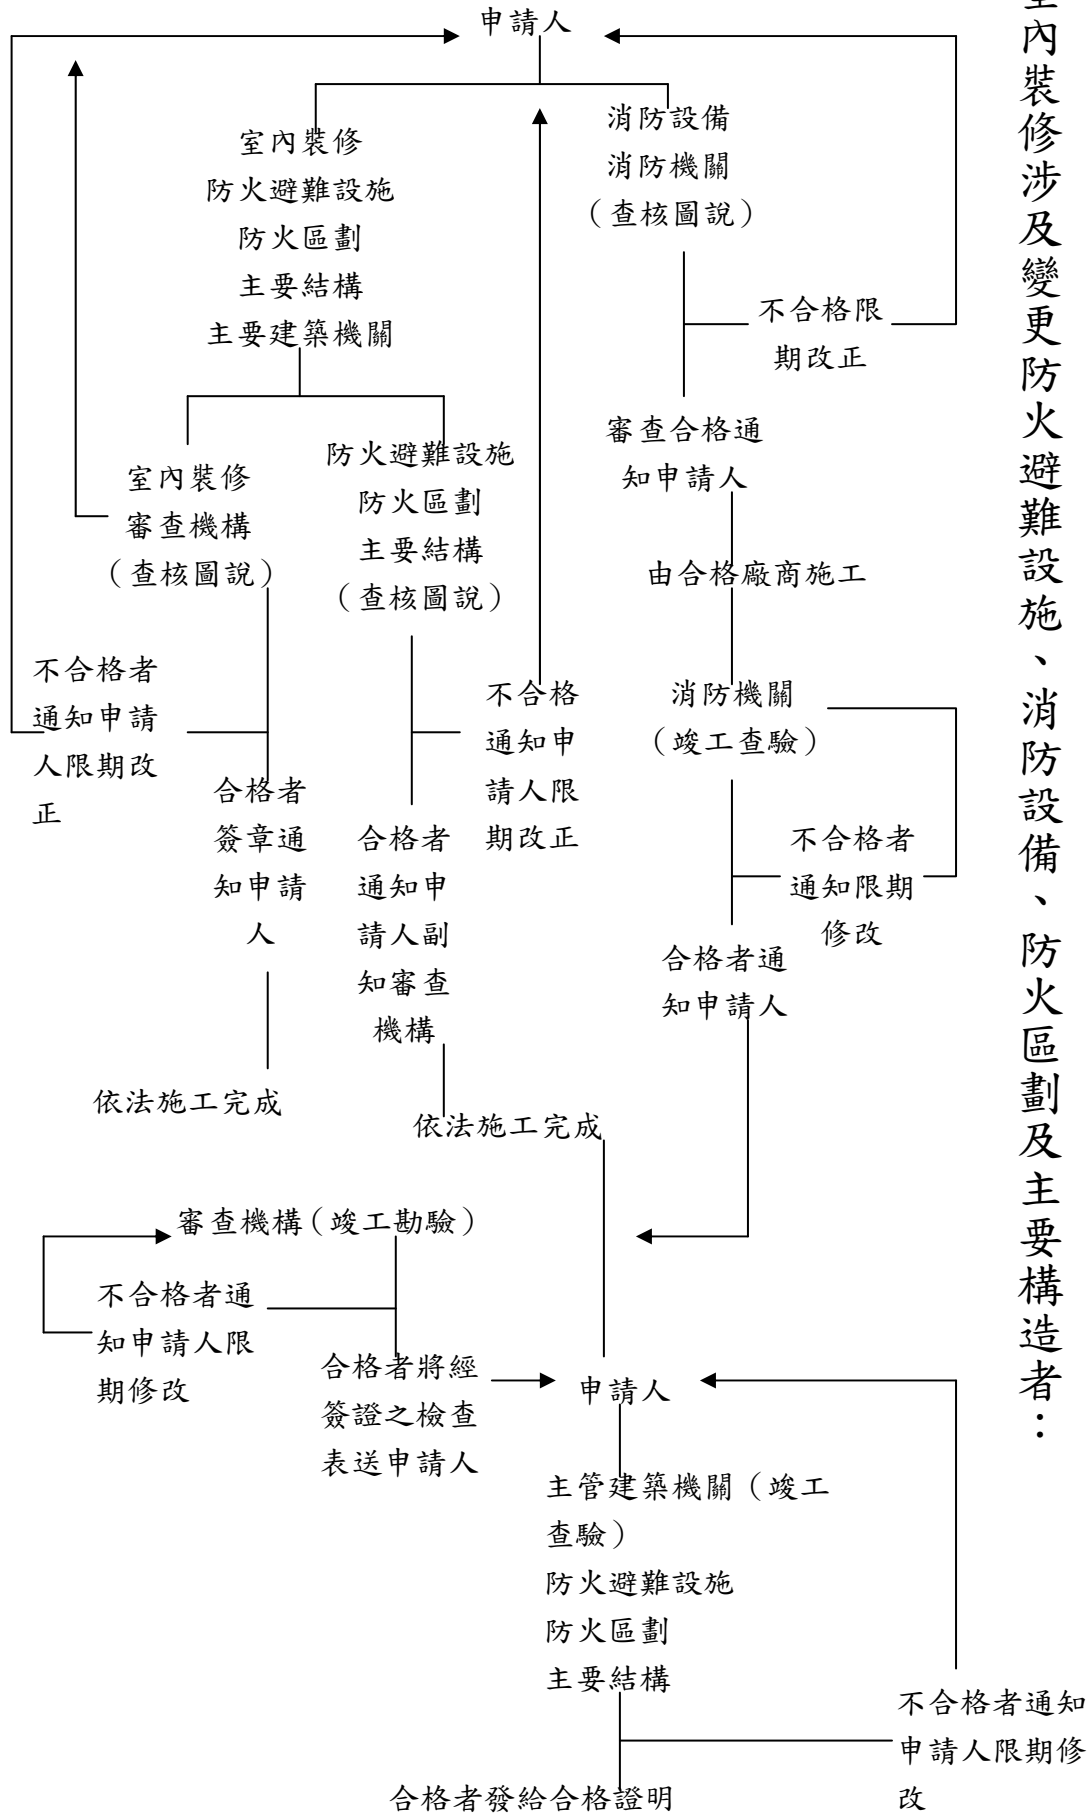 室內裝修涉及變更防火避難設施、消防設備、防火區劃及主要構造者：
申請人
室內裝修
防火避難設施
防火區劃
主要結構
主要建築機關
消防設備
消防機關
（查核圖說）
不合格限
期改正
審查合格通
知申請人
由合格廠商施工
室內裝修
審查機構
（查核圖說）
防火避難設施
防火區劃
主要結構
（查核圖說）
不合格者
通知申請
人限期改
正
合格者
簽章通
知申請
人
合格者
通知申
請人副
知審查
機構
不合格
通知申
請人限
期改正
消防機關
（竣工查驗）
不合格者
通知限期
修改
合格者通
知申請人
依法施工完成
依法施工完成
審查機構（竣工勘驗）
不合格者通
知申請人限
期修改
合格者將經
簽證之檢查
表送申請人
申請人
主管建築機關（竣工
查驗）
防火避難設施
防火區劃
主要結構
不合格者通知
申請人限期修
改
合格者發給合格證明